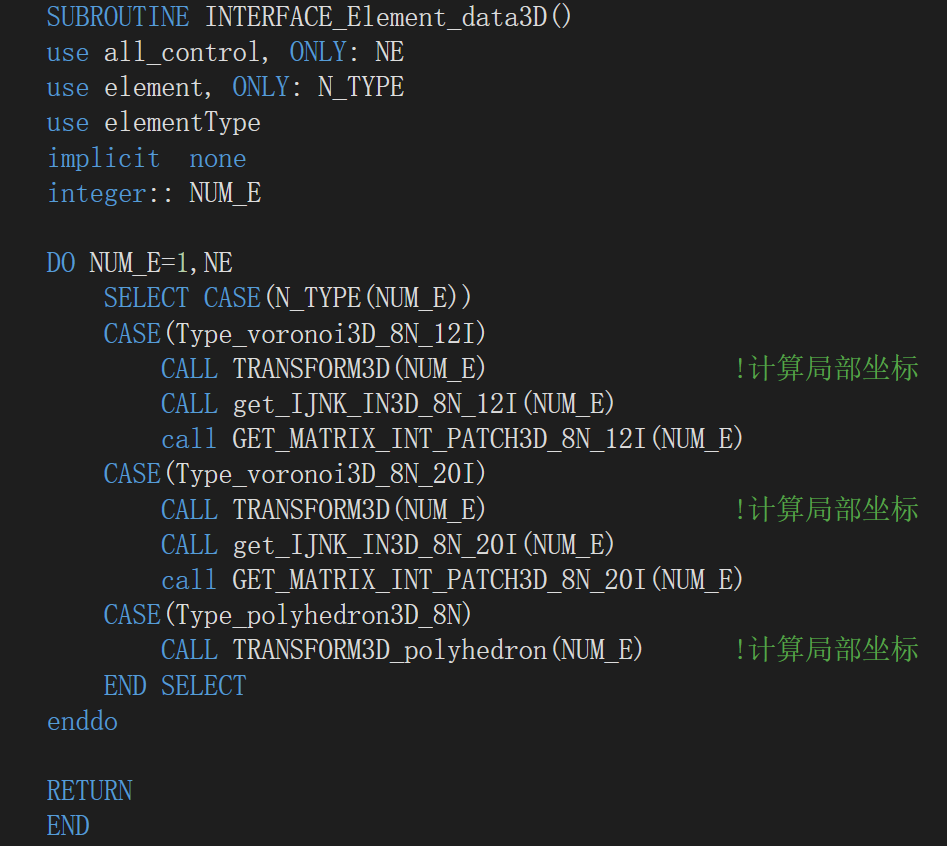 SUBROUTINE INTERFACE_Element_data3D()
use all_control, ONLY: NE
use element, ONLY: N_TYPE
use elementType
implicit  none
integer:: NUM_E

DO NUM_E=1,NE
    SELECT CASE(N_TYPE(NUM_E))
    CASE(Type_voronoi3D_8N_12I)
        CALL TRANSFORM3D(NUM_E)                 !计算局部坐标
        CALL get_IJNK_IN3D_8N_12I(NUM_E)
        call GET_MATRIX_INT_PATCH3D_8N_12I(NUM_E)
    CASE(Type_voronoi3D_8N_20I)
        CALL TRANSFORM3D(NUM_E)                 !计算局部坐标
        CALL get_IJNK_IN3D_8N_20I(NUM_E)
        call GET_MATRIX_INT_PATCH3D_8N_20I(NUM_E)
    CASE(Type_polyhedron3D_8N)
        CALL TRANSFORM3D_polyhedron(NUM_E)      !计算局部坐标
    END SELECT
enddo

RETURN
END